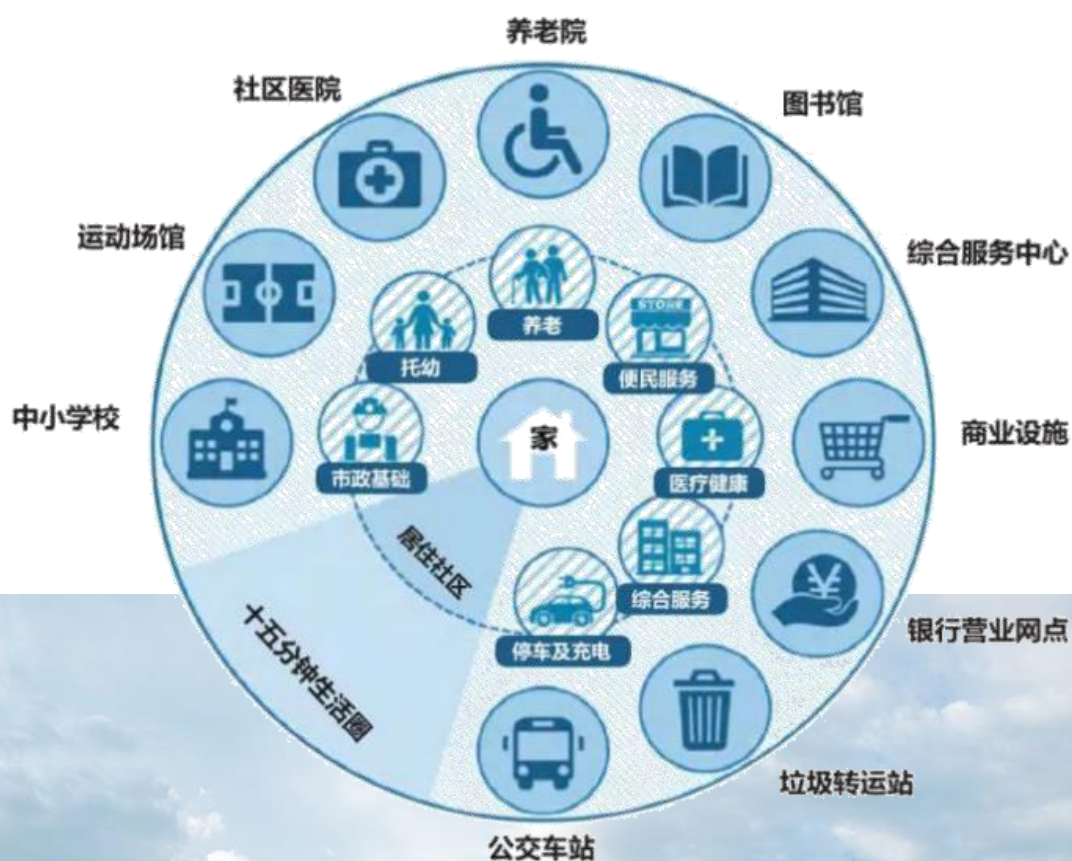 养老院
社区医院
图书馆
运动场馆
综合服务中心
STORE
养老
托幼
便民服务
中小学校
家
商业设施
市政基础
医疗健康
居住社区
综合服务
十五分钟生活圈
银行营业网点
停车及充电
垃圾转运站
公交车站